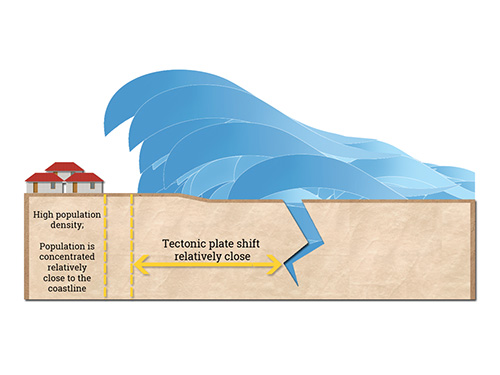 High population
density;
Population is
concentrated
relatively
close to the
coastline
Tectonic plate shift
relatively close